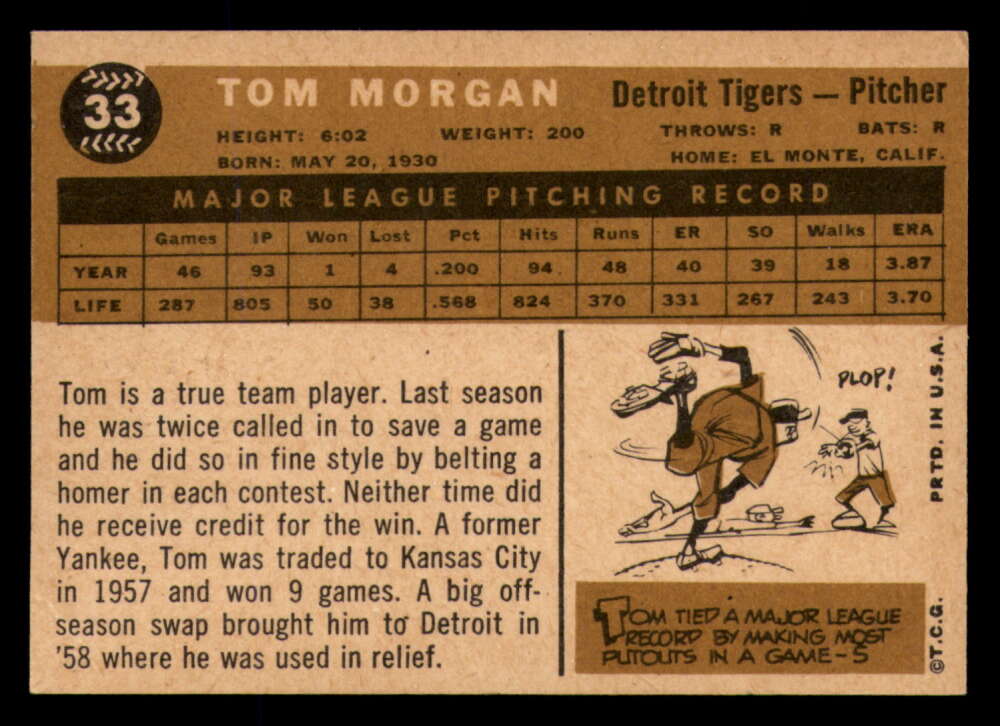 33
TOM MORGAN
Detroit Tigers — Pitcher
HEIGHT: 6:02 WEIGHT: 200 THROWS: R BATS: R
BORN: MAY 20, 1930 HOME: EL MONTE, CALIF.
MAJOR LEAGUE PITCHING RECORD
Games IP Won Lost Pct Hits Runs ER SO Walks ERA
YEAR 46 93 1 4 .200 94 48 40 39 18 3.87
LIFE 287 805 50 38 .568 824 370 331 267 243 3.70
Tom is a true team player. Last season
he was twice called in to save a game
and he did so in fine style by belting a
homer in each contest. Neither time did
he receive credit for the win. A former
Yankee, Tom was traded to Kansas City
in 1957 and won 9 games. A big off-
season swap brought him to Detroit in
'58 where he was used in relief.
PLOP!
TOM TIED A MAJOR LEAGUE
RECORD BY MAKING MOST
PUTOUTS IN A GAME—5
©T.C.G. PRTD. IN U.S.A.